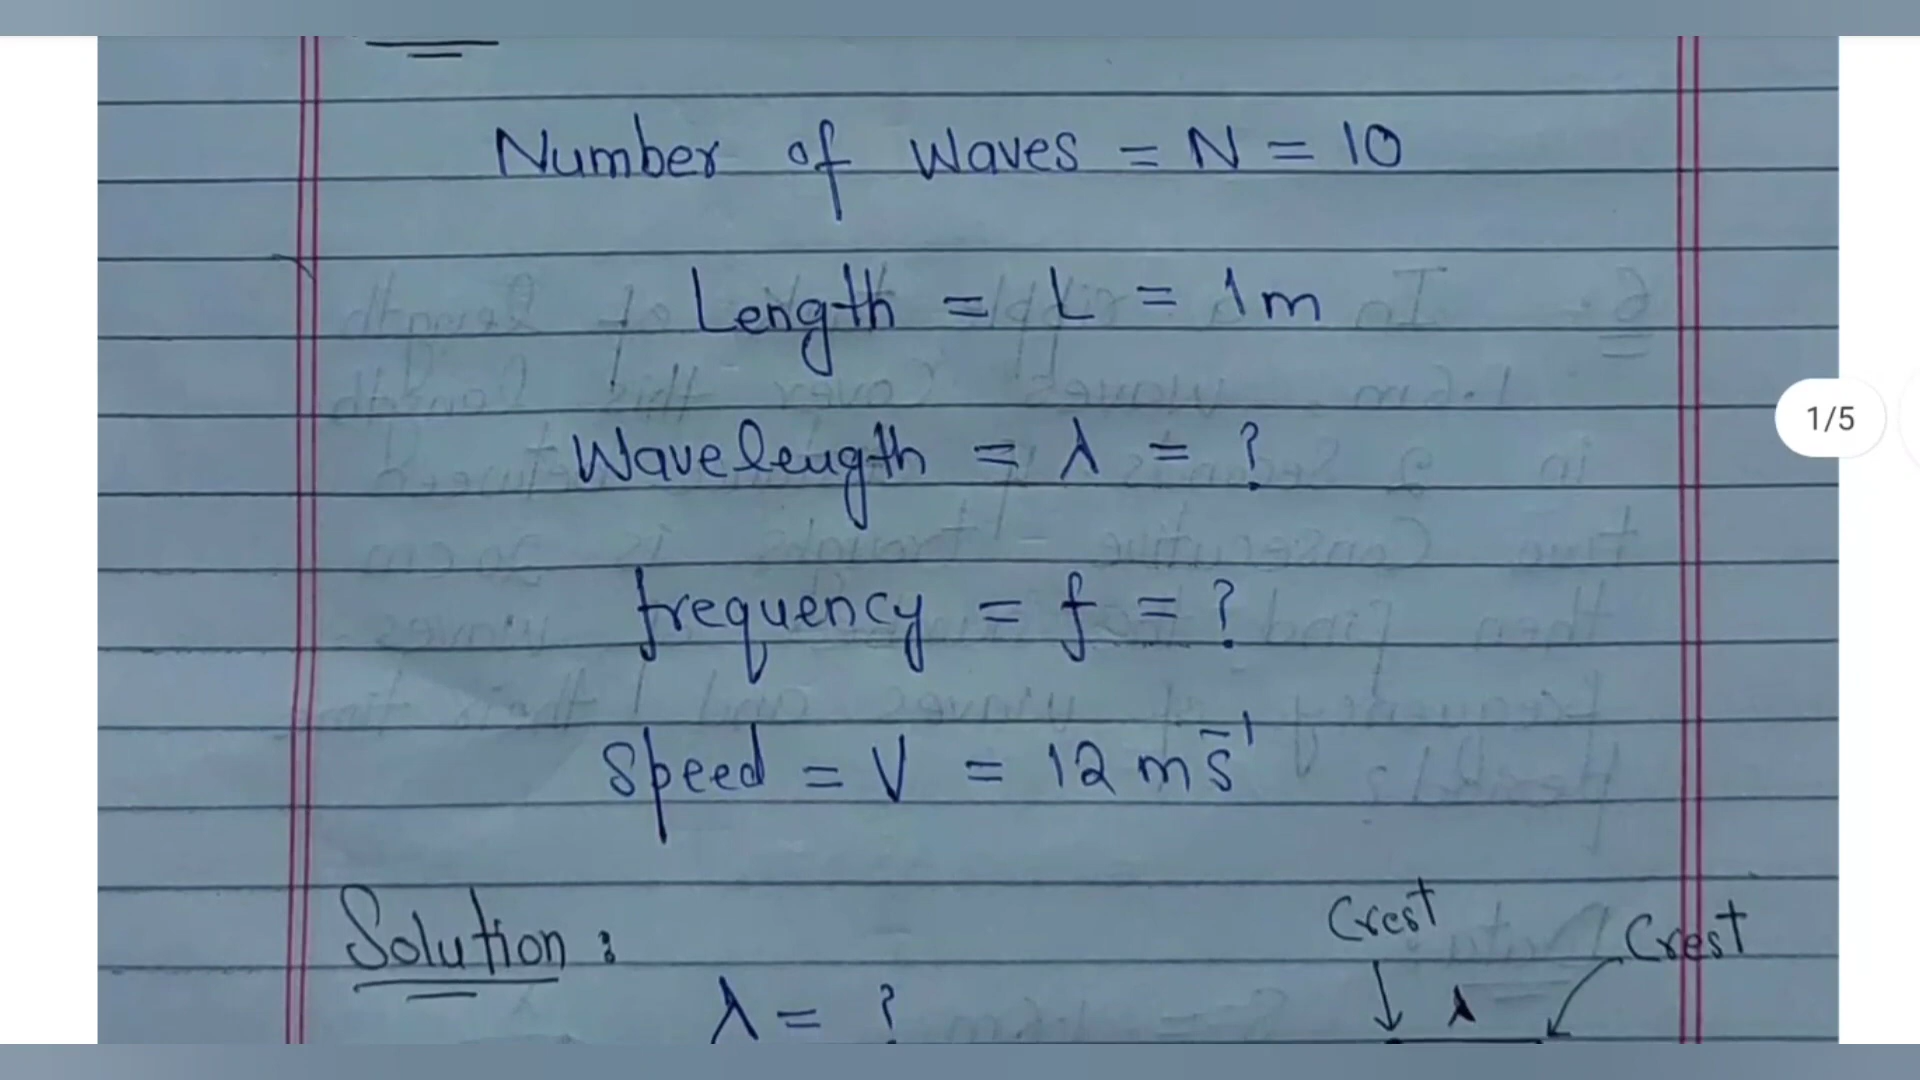 Number of Waves = N = 10
Length = L = 1m
Wavelength = λ = ?
frequency = f = ?
Speed = V = 12 ms⁻¹
1/5
Solution :
Crest
Crest
λ = ?
λ